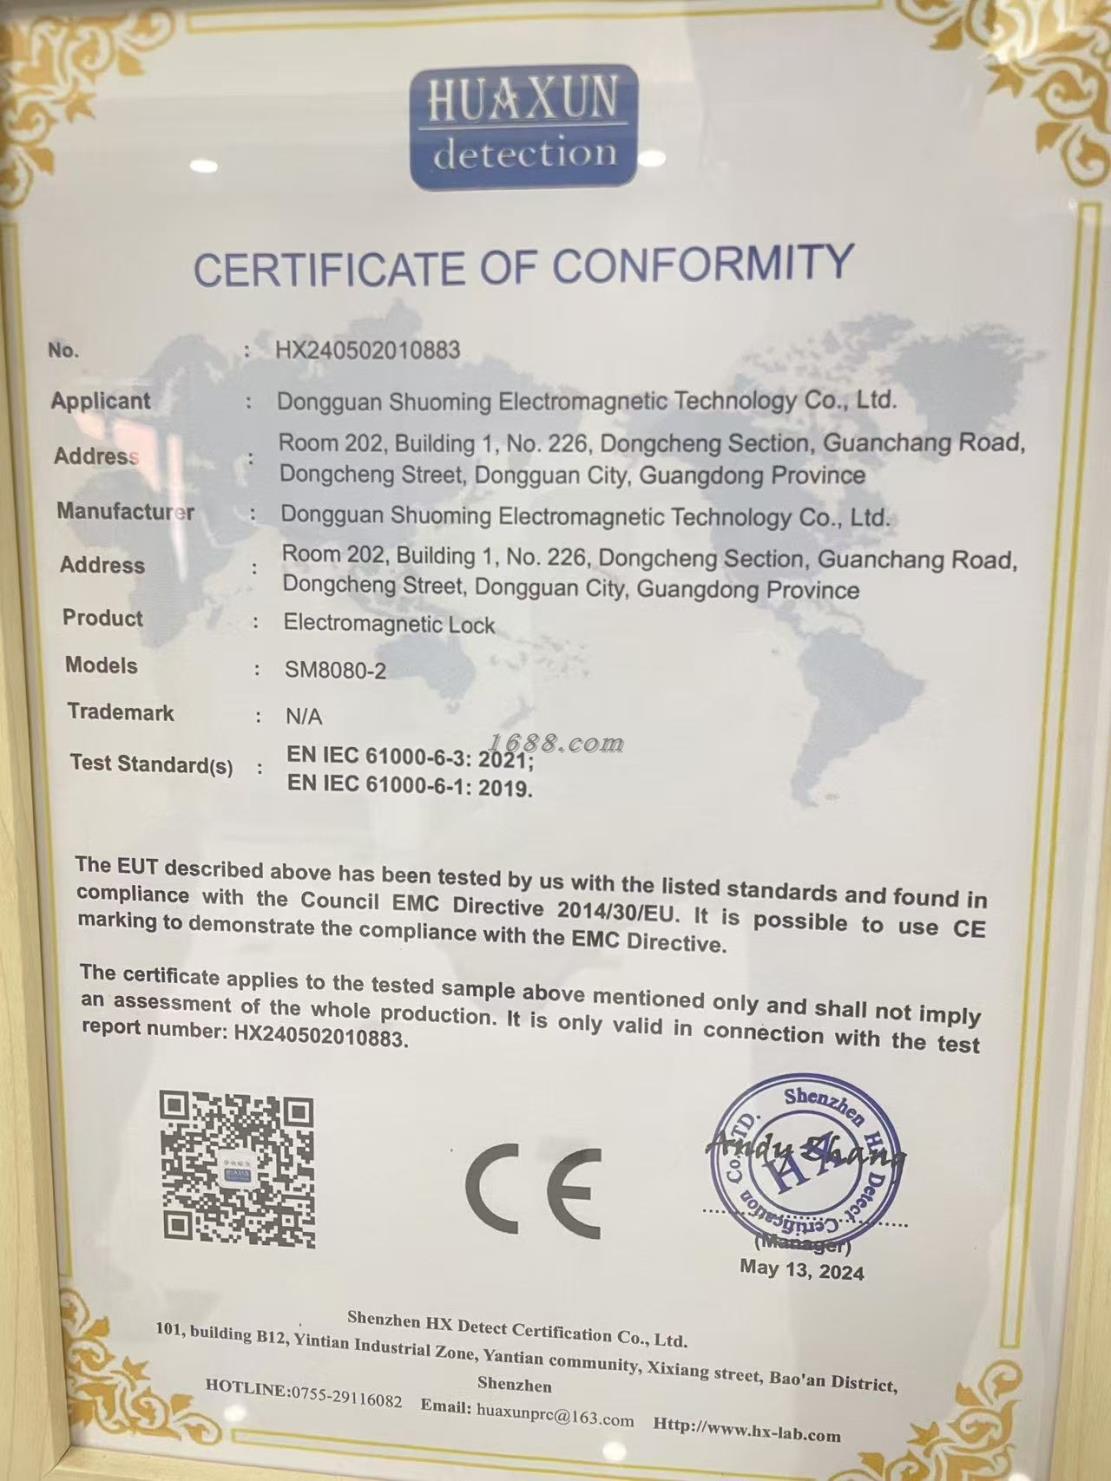 HUAXUN
detection
CERTIFICATE OF CONFORMITY
No. : HX240502010883
Applicant : Dongguan Shuoming Electromagnetic Technology Co., Ltd.
Address : Room 202, Building 1, No. 226, Dongcheng Section, Guanchang Road,
Dongcheng Street, Dongguan City, Guangdong Province
Manufacturer : Dongguan Shuoming Electromagnetic Technology Co., Ltd.
Address : Room 202, Building 1, No. 226, Dongcheng Section, Guanchang Road,
Dongcheng Street, Dongguan City, Guangdong Province
Product : Electromagnetic Lock
Models : SM8080-2
Trademark : N/A
1688.com
Test Standard(s) : EN IEC 61000-6-3: 2021;
EN IEC 61000-6-1: 2019.
The EUT described above has been tested by us with the listed standards and found in
compliance with the Council EMC Directive 2014/30/EU. It is possible to use CE
marking to demonstrate the compliance with the EMC Directive.
The certificate applies to the tested sample above mentioned only and shall not imply
an assessment of the whole production. It is only valid in connection with the test
report number: HX240502010883.
HUAXUN
CE
Shenzhen HX Detect Certification Co.,LTD.
HX
Andy Zhang
(Manager)
May 13, 2024
Shenzhen HX Detect Certification Co., Ltd.
101, building B12, Yintian Industrial Zone, Yantian community, Xixiang street, Bao'an District,
Shenzhen
HOTLINE:0755-29116082 Email: huaxunprc@163.com Http://www.hx-lab.com